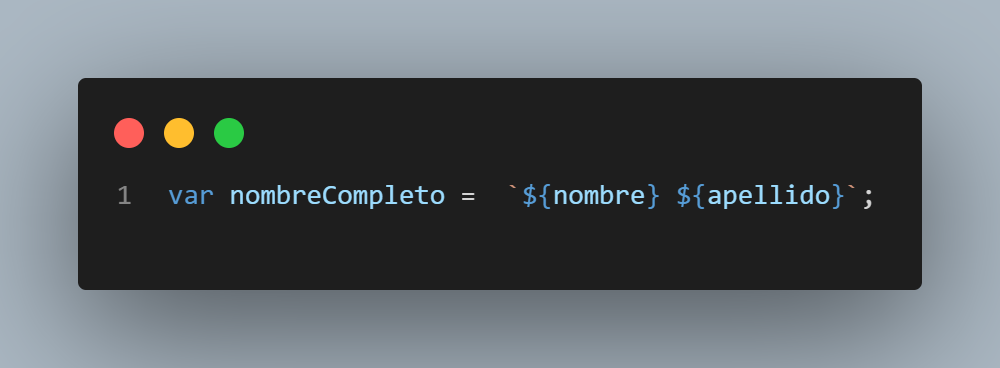 1 var nombreCompleto =  `${nombre} ${apellido}`;